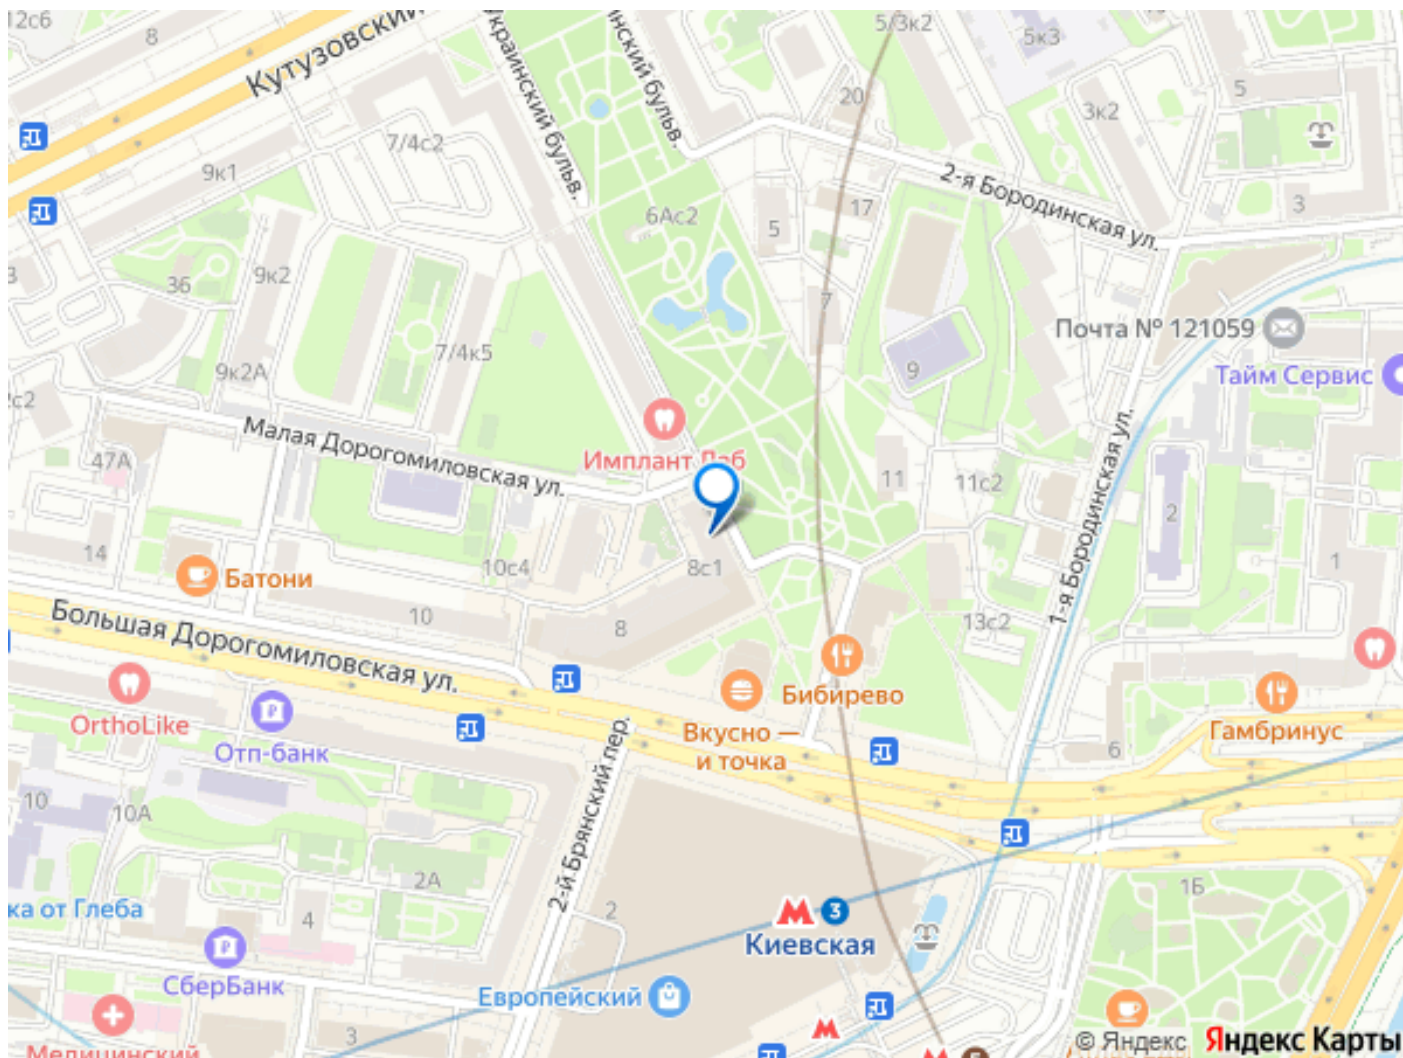 12с6
8
Кутузовский
Украинский бульв.
нский бульв.
5/3к2
5к3
5
3к2
20
7/4с2
9к1
2-я Бородинская ул.
17
3
6Ас2
5
36
9к2
7
Почта № 121059
7/4к5
9
9к2А
Тайм Сервис
2с2
Малая Дорогомиловская ул.
Имплант Лаб
47А
11
11с2
1-я Бородинская ул.
2
14
10с4
8с1
1
Батони
Большая Дорогомиловская ул.
10
8
13с2
Бибирево
OrthoLike
Отп-банк
Вкусно —
и точка
Гамбринус
6
2-й Брянский пер.
10
10А
2А
1Б
ка от Глеба
4
2
3
Киевская
СберБанк
Европейский
3
Медицинский
5
© Яндекс Яндекс Карты